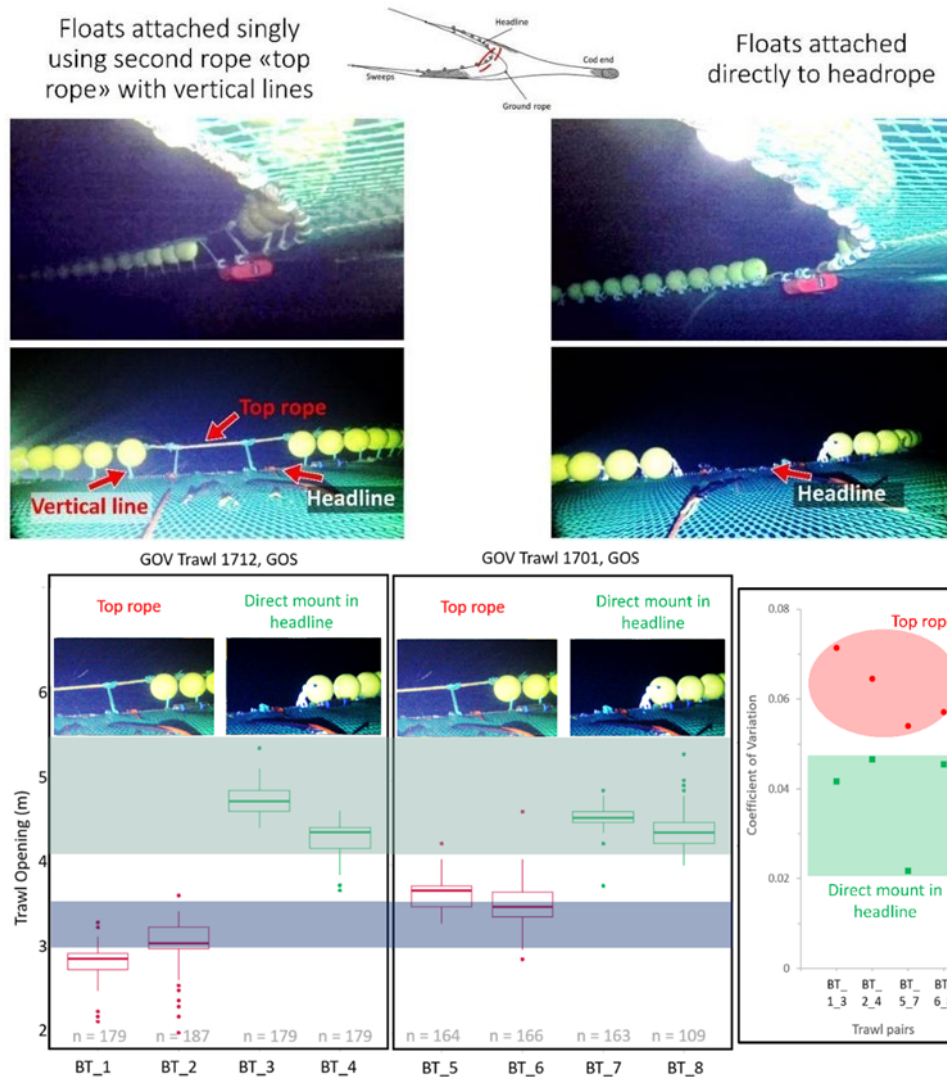 Floats attached singly
using second rope «top
rope» with vertical lines
Headline
Sweeps
Cod end
Ground rope
Floats attached
directly to headrope
Top rope
Vertical line
Headline
Headline
GOV Trawl 1712, GOS
GOV Trawl 1701, GOS
Top rope
Direct mount in
headline
Top rope
Direct mount in
headline
Trawl Opening (m)
6
5
4
3
2
n = 179
n = 187
n = 179
n = 179
n = 164
n = 166
n = 163
n = 109
BT_1
BT_2
BT_3
BT_4
BT_5
BT_6
BT_7
BT_8
Coefficient of Variation
0.08
0.06
0.04
0.02
0
Top rop
Direct mount in
headline
BT_
1_3
BT_
2_4
BT_
5_7
BT_
6_
Trawl pairs